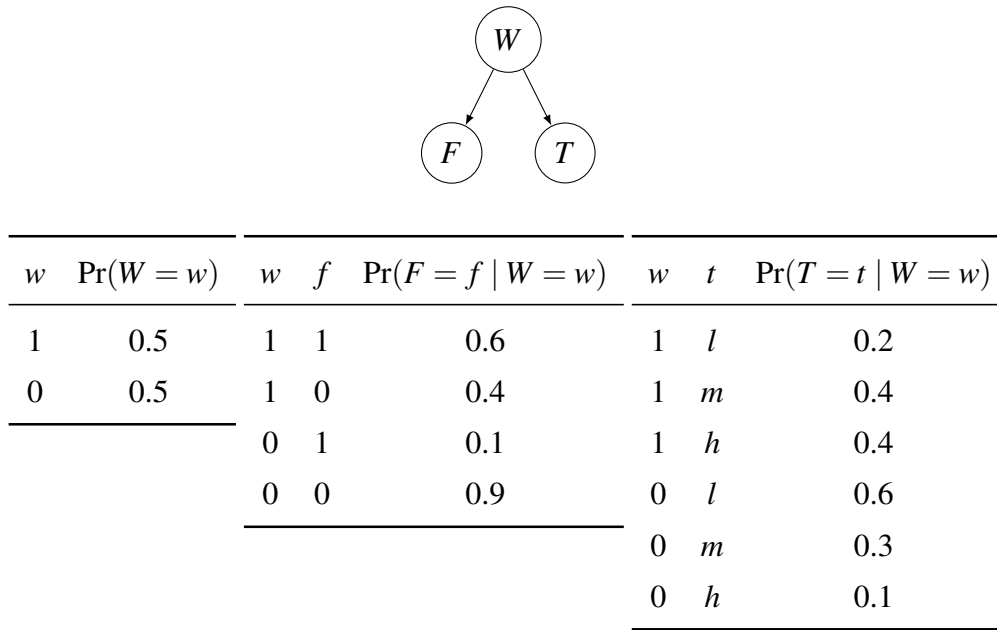 W
F T
w Pr(W = w) w f Pr(F = f | W = w) w t Pr(T = t | W = w)
1 0.5 1 1 0.6 1 l 0.2
0 0.5 1 0 0.4 1 m 0.4
0 1 0.1 1 h 0.4
0 0 0.9 0 l 0.6
0 m 0.3
0 h 0.1